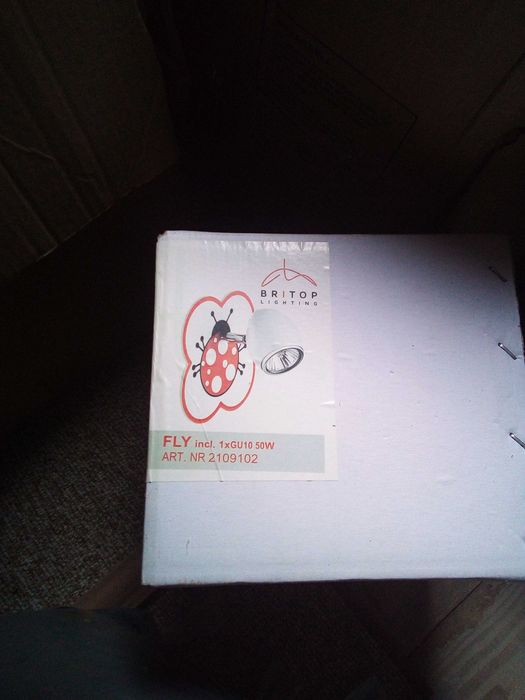 BRITOP
LIGHTING
FLY incl. 1xGU10 50W
ART. NR 2109102